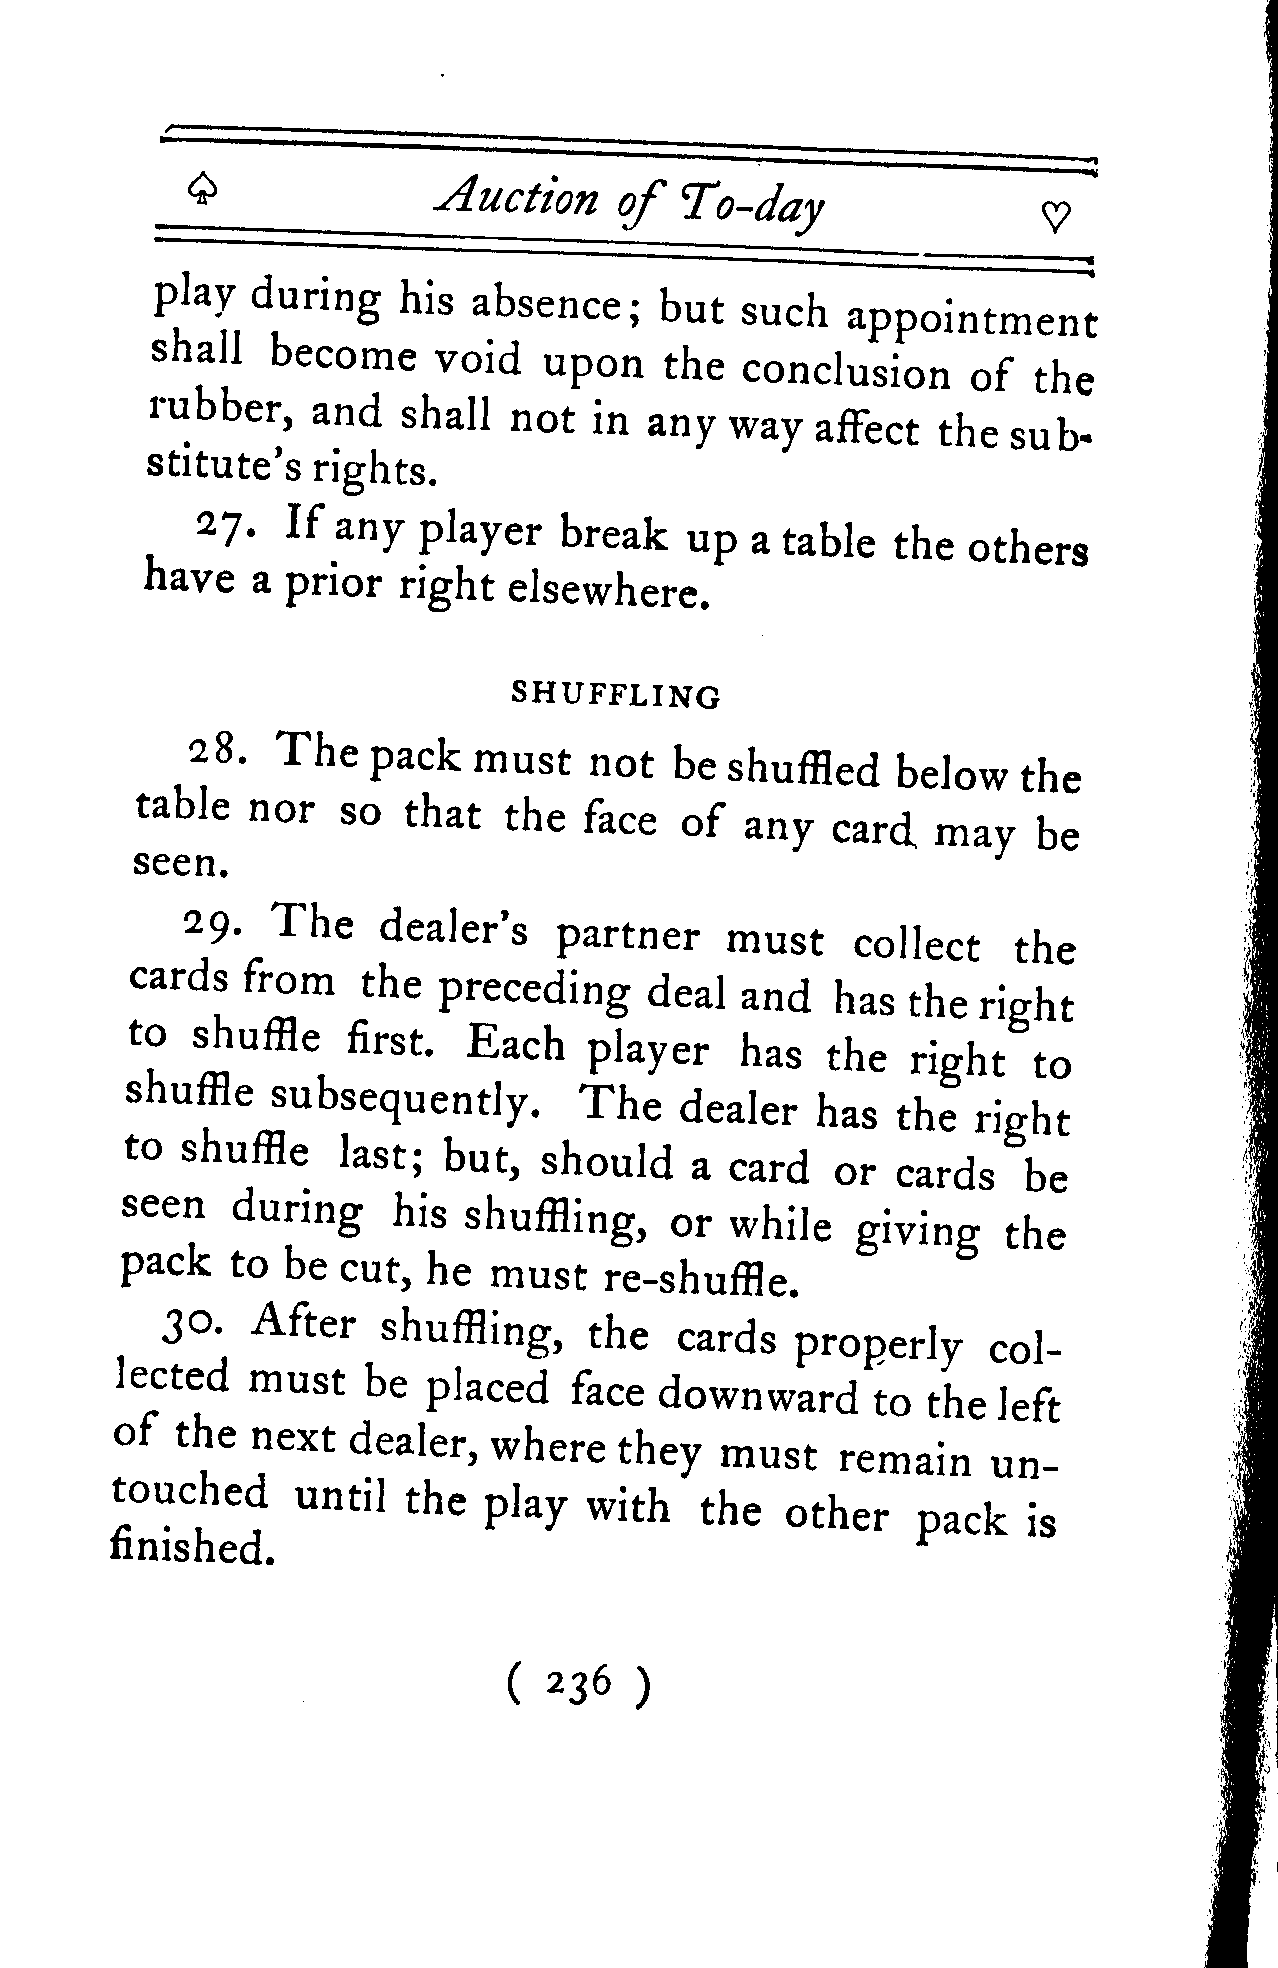 ♤ Auction of To-day ♡
play during his absence; but such appointment
shall become void upon the conclusion of the
rubber, and shall not in any way affect the sub-
stitute's rights.
27. If any player break up a table the others
have a prior right elsewhere.
SHUFFLING
28. The pack must not be shuffled below the
table nor so that the face of any card may be
seen.
29. The dealer's partner must collect the
cards from the preceding deal and has the right
to shuffle first. Each player has the right to
shuffle subsequently. The dealer has the right
to shuffle last; but, should a card or cards be
seen during his shuffling, or while giving the
pack to be cut, he must re-shuffle.
30. After shuffling, the cards properly col-
lected must be placed face downward to the left
of the next dealer, where they must remain un-
touched until the play with the other pack is
finished.
( 236 )